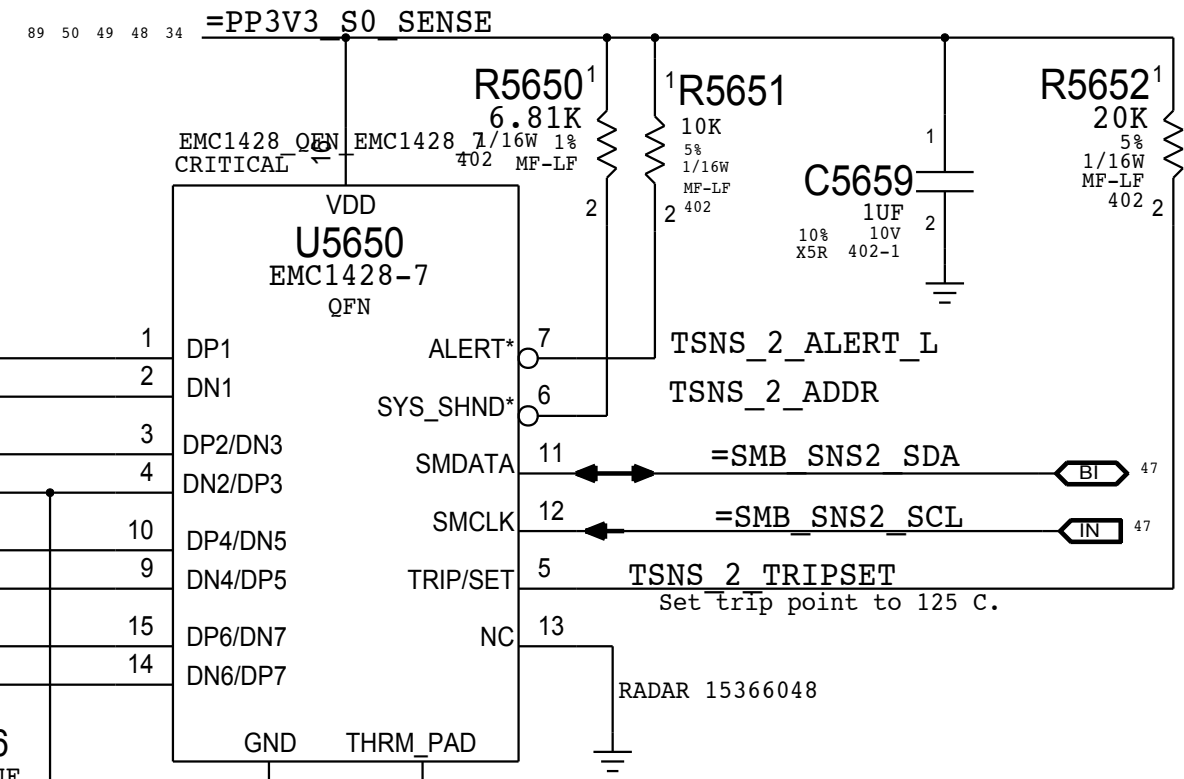 89 50 49 48 34 =PP3V3_S0_SENSE
R5650 1
6.81K
1/16W 1%
402 MF-LF
2
1 R5651
10K
5%
1/16W
MF-LF
402
2
1
C5659
1UF
10% 10V
X5R 402-1
2
R5652 1
20K
5%
1/16W
MF-LF
402
2
EMC1428_QFN_EMC1428_7
CRITICAL
16
VDD
U5650
EMC1428-7
QFN
1 DP1
2 DN1
3 DP2/DN3
4 DN2/DP3
10 DP4/DN5
9 DN4/DP5
15 DP6/DN7
14 DN6/DP7
ALERT* 7 TSNS_2_ALERT_L
SYS_SHND* 6 TSNS_2_ADDR
SMDATA 11 =SMB_SNS2_SDA BI 47
SMCLK 12 =SMB_SNS2_SCL IN 47
TRIP/SET 5 TSNS_2_TRIPSET
Set trip point to 125 C.
NC 13
RADAR 15366048
GND THRM_PAD
6